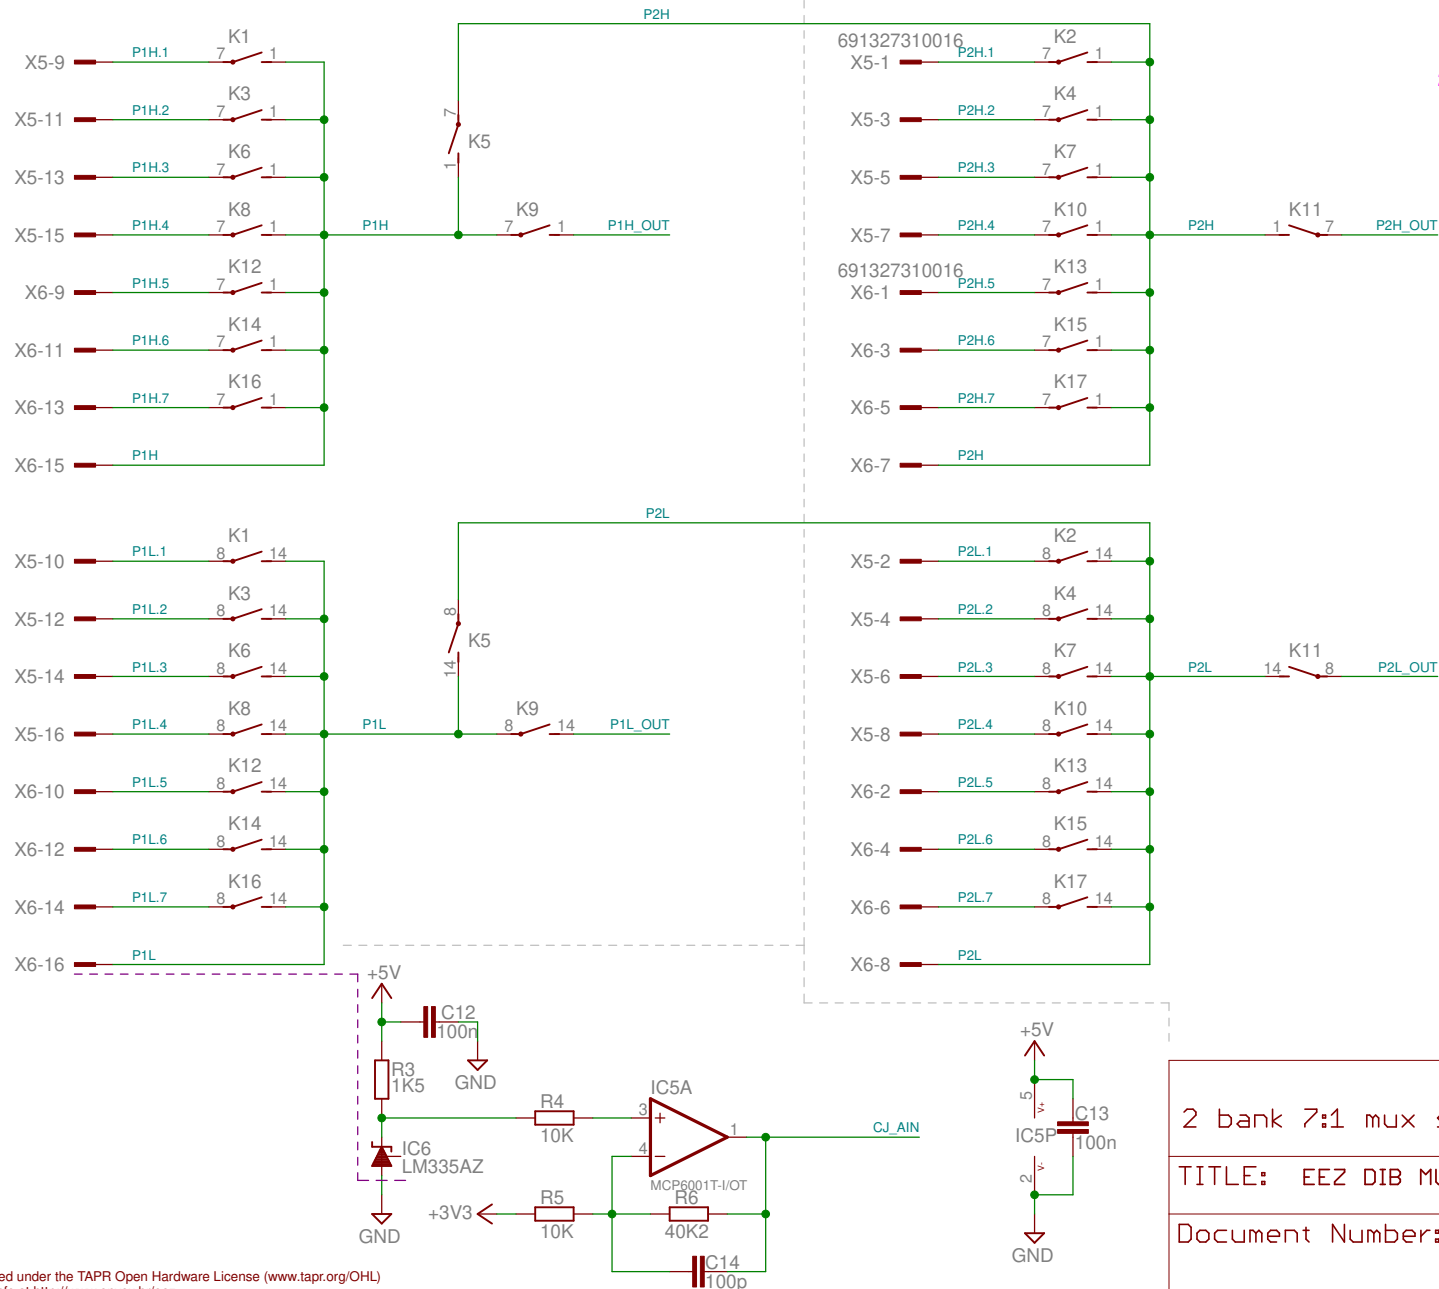 P2H
K1
X5-9 P1H.1 7 1
K3
X5-11 P1H.2 7 1
K6
X5-13 P1H.3 7 1
K8
X5-15 P1H.4 7 1 P1H
K12
X6-9 P1H.5 7 1
K14
X6-11 P1H.6 7 1
K16
X6-13 P1H.7 7 1
X6-15 P1H
7
K5
1
K9
7 1 P1H_OUT
691327310016 K2
X5-1 P2H.1 7 1
K4
X5-3 P2H.2 7 1
K7
X5-5 P2H.3 7 1
K10
X5-7 P2H.4 7 1 P2H
K11
1 7 P2H_OUT
691327310016 K13
X6-1 P2H.5 7 1
K15
X6-3 P2H.6 7 1
K17
X6-5 P2H.7 7 1
X6-7 P2H
P2L
K1
X5-10 P1L.1 8 14
K3
X5-12 P1L.2 8 14
K6
X5-14 P1L.3 8 14
K8
X5-16 P1L.4 8 14 P1L
K12
X6-10 P1L.5 8 14
K14
X6-12 P1L.6 8 14
K16
X6-14 P1L.7 8 14
X6-16 P1L
8
K5
14
K9
8 14 P1L_OUT
K2
X5-2 P2L.1 8 14
K4
X5-4 P2L.2 8 14
K7
X5-6 P2L.3 8 14 P2L
K11
14 8 P2L_OUT
K10
X5-8 P2L.4 8 14
K13
X6-2 P2L.5 8 14
K15
X6-4 P2L.6 8 14
K17
X6-6 P2L.7 8 14
X6-8 P2L
+5V
C12
100n
GND
R3
1K5
IC6
LM335AZ
GND
R4
10K
IC5A
3
4
1
MCP6001T-I/OT
CJ_AIN
+3V3
R5
10K
R6
40K2
C14
100p
+5V
5
V+
IC5P
V-
2
C13
100n
GND
2 bank 7:1 mux
TITLE: EEZ DIB
Document Number:
ed under the TAPR Open Hardware License (www.tapr.org/OHL)